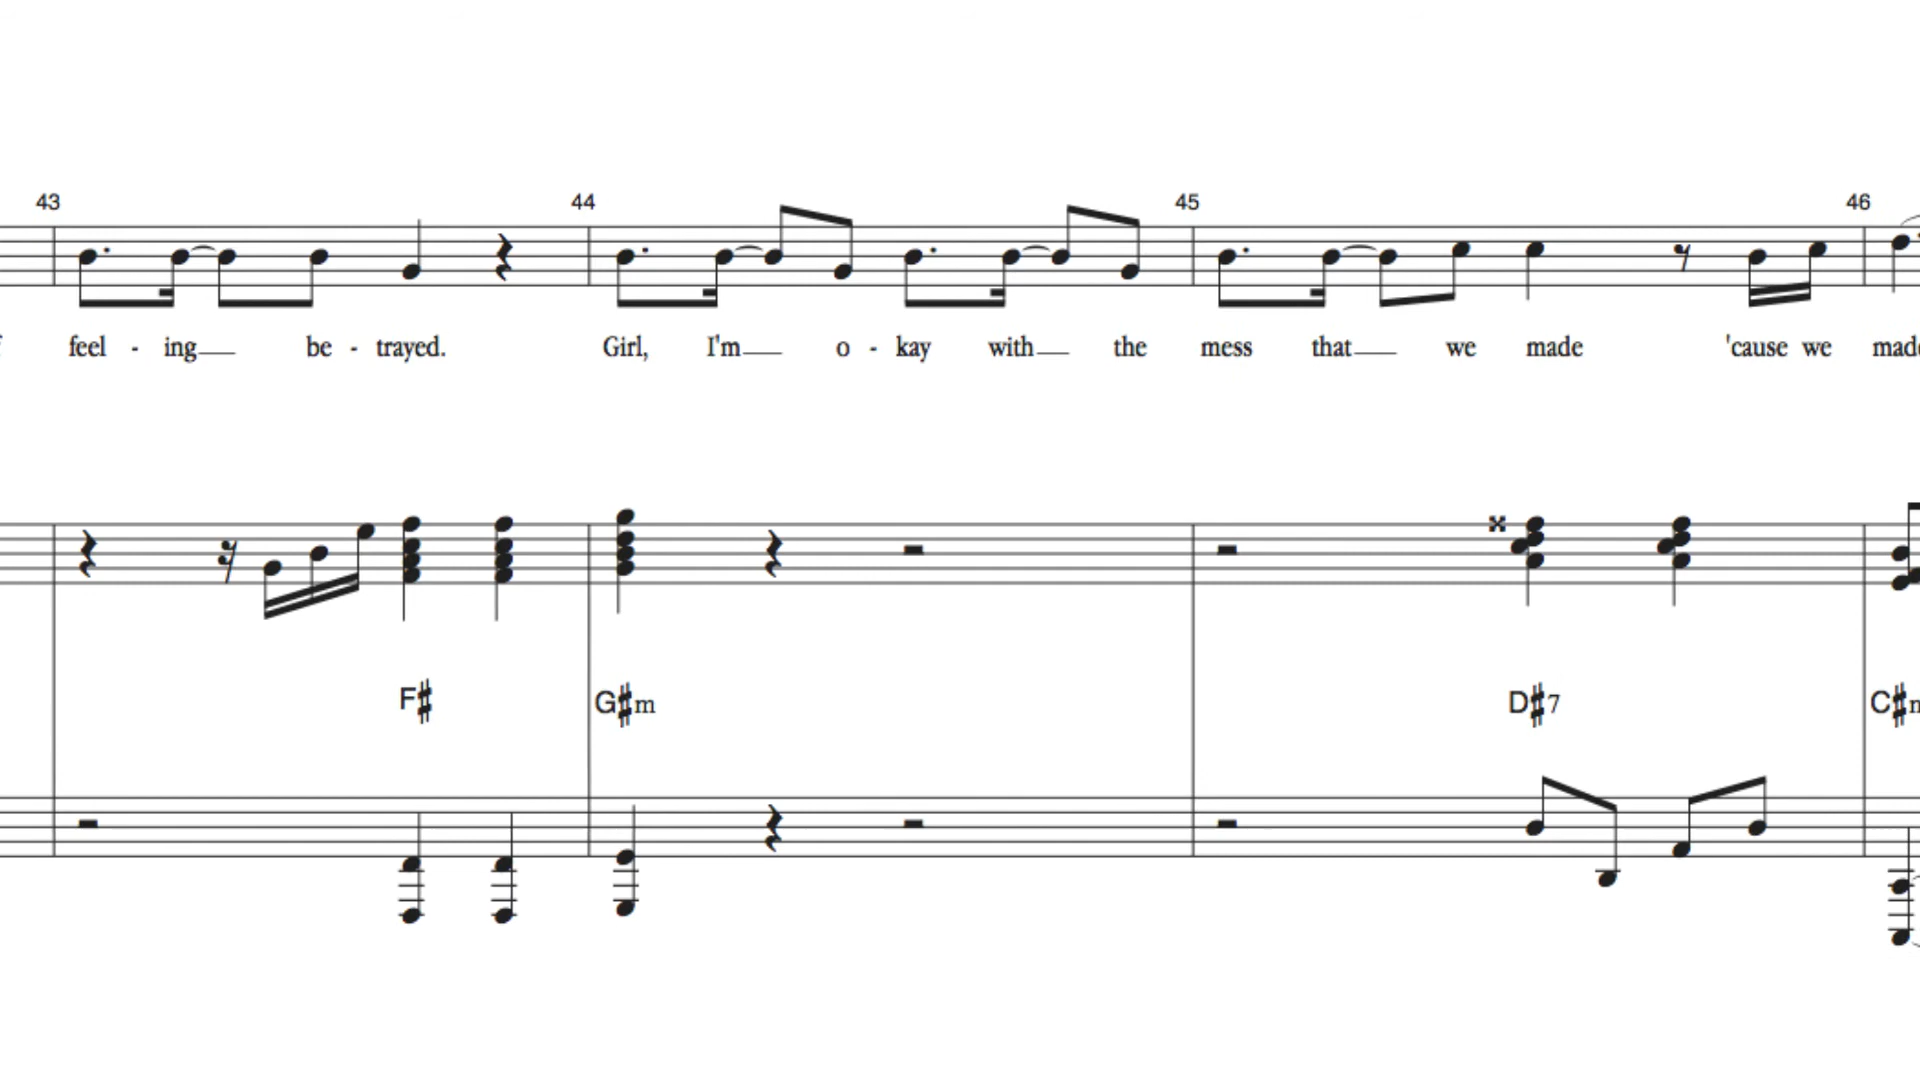 43 44 45 46
feel - ing be - trayed. Girl, I'm o - kay with the mess that we made 'cause we
F♯ G♯m D♯7